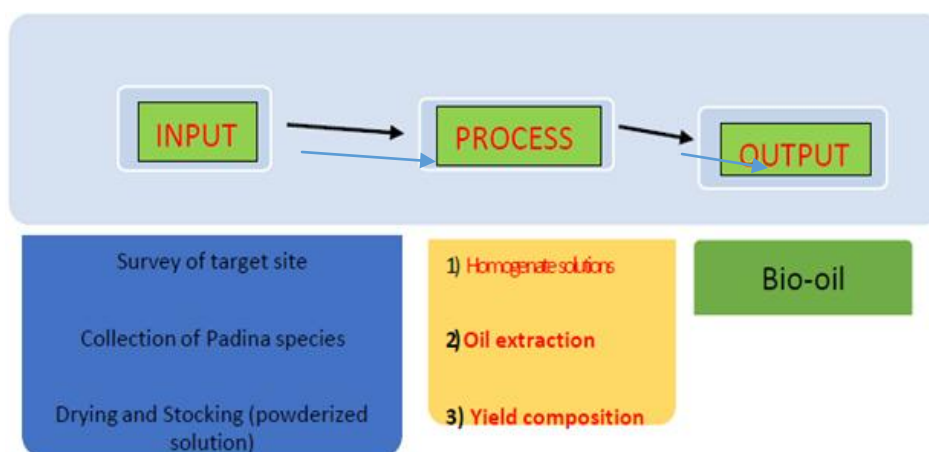 INPUT
PROCESS
OUTPUT
Survey of target site
Collection of Padina species
Drying and Stocking (powderized
solution)
1) Homogenate solutions
2) Oil extraction
3) Yield composition
Bio-oil